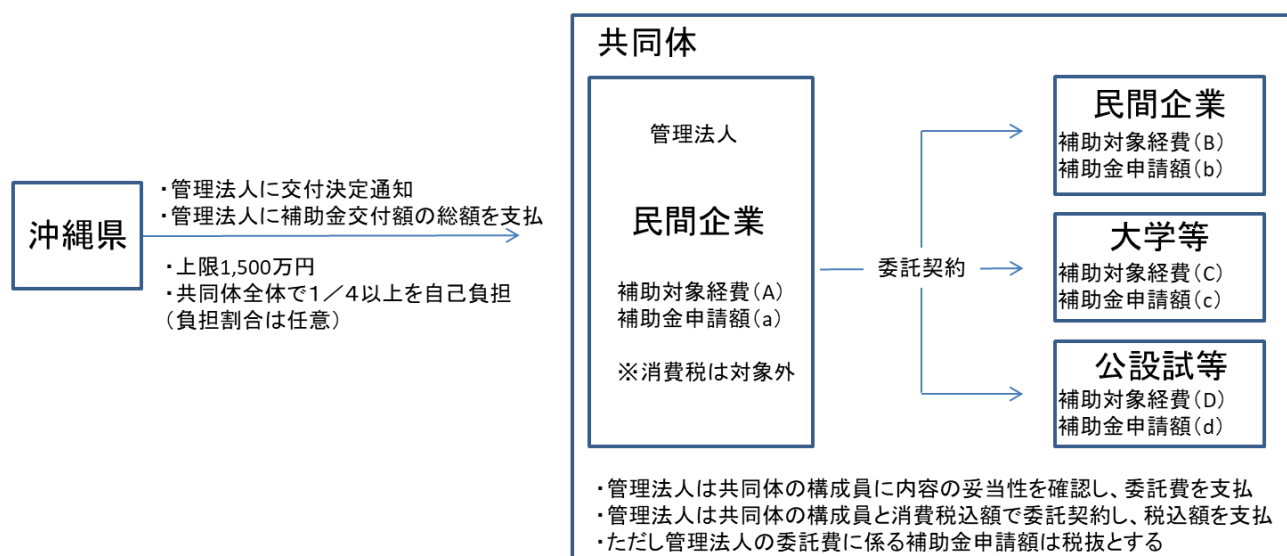 共同体
管理法人
民間企業
補助対象経費(A)
補助金申請額(a)
※消費税は対象外
沖縄県
・管理法人に交付決定通知
・管理法人に補助金交付額の総額を支払
・上限1,500万円
・共同体全体で1/4以上を自己負担
(負担割合は任意)
委託契約
民間企業
補助対象経費(B)
補助金申請額(b)
大学等
補助対象経費(C)
補助金申請額(c)
公設試等
補助対象経費(D)
補助金申請額(d)
・管理法人は共同体の構成員に内容の妥当性を確認し、委託費を支払
・管理法人は共同体の構成員と消費税込額で委託契約し、税込額を支払
・ただし管理法人の委託費に係る補助金申請額は税抜とする